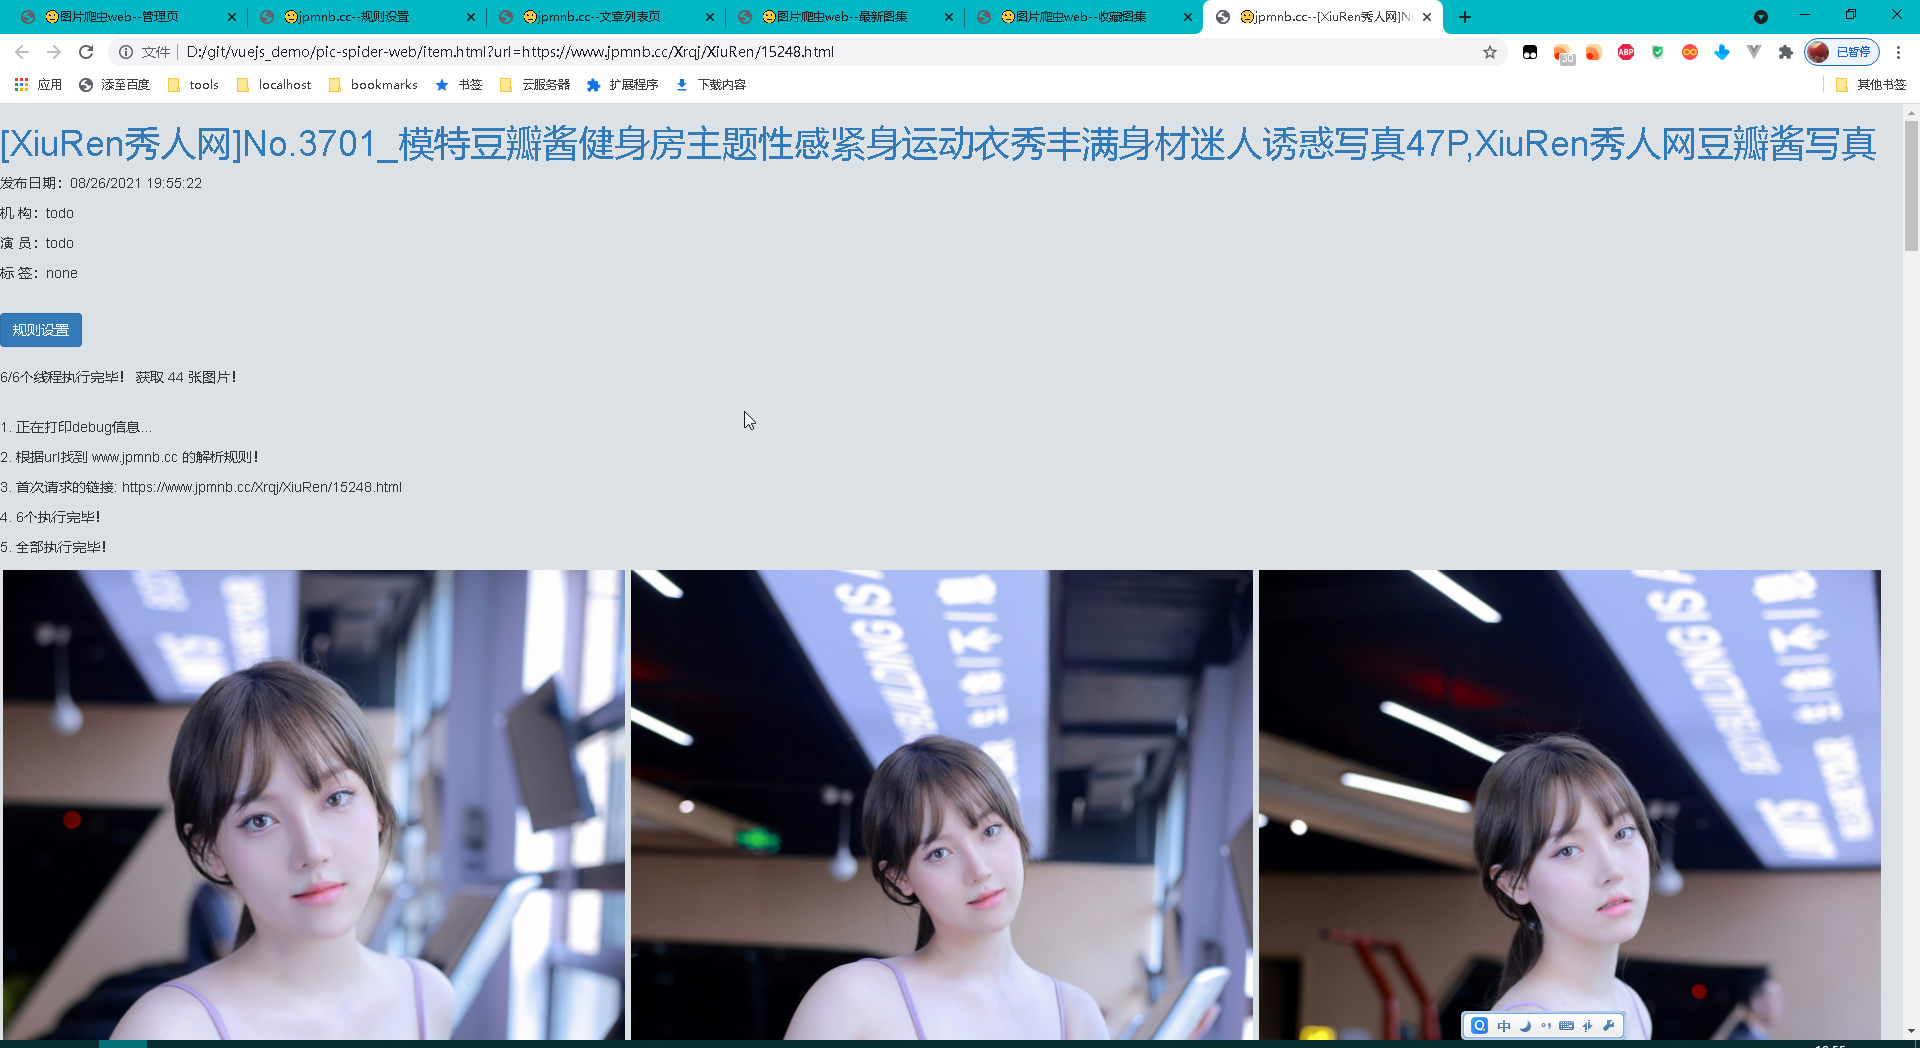 图片爬虫web--管理页
jpmnb.cc--规则设置
jpmnb.cc--文章列表页
图片爬虫web--最新图集
图片爬虫web--收藏图集
jpmnb.cc--[XiuRen秀人网]N
文件 D:/git/vuejs_demo/pic-spider-web/item.html?url=https://www.jpmnb.cc/Xrqj/XiuRen/15248.html
30
ABP
已暂停
应用 添至百度 tools localhost bookmarks 书签 云服务器 扩展程序 下载内容 其他书签
[XiuRen秀人网]No.3701_模特豆瓣酱健身房主题性感紧身运动衣秀丰满身材迷人诱惑写真47P,XiuRen秀人网豆瓣酱写真
发布日期：08/26/2021 19:55:22
机 构：todo
演 员：todo
标 签：none
规则设置
6/6个线程执行完毕！ 获取 44 张图片！
1. 正在打印debug信息...
2. 根据url找到 www.jpmnb.cc 的解析规则！
3. 首次请求的链接: https://www.jpmnb.cc/Xrqj/XiuRen/15248.html
4. 6个执行完毕！
5. 全部执行完毕！
中